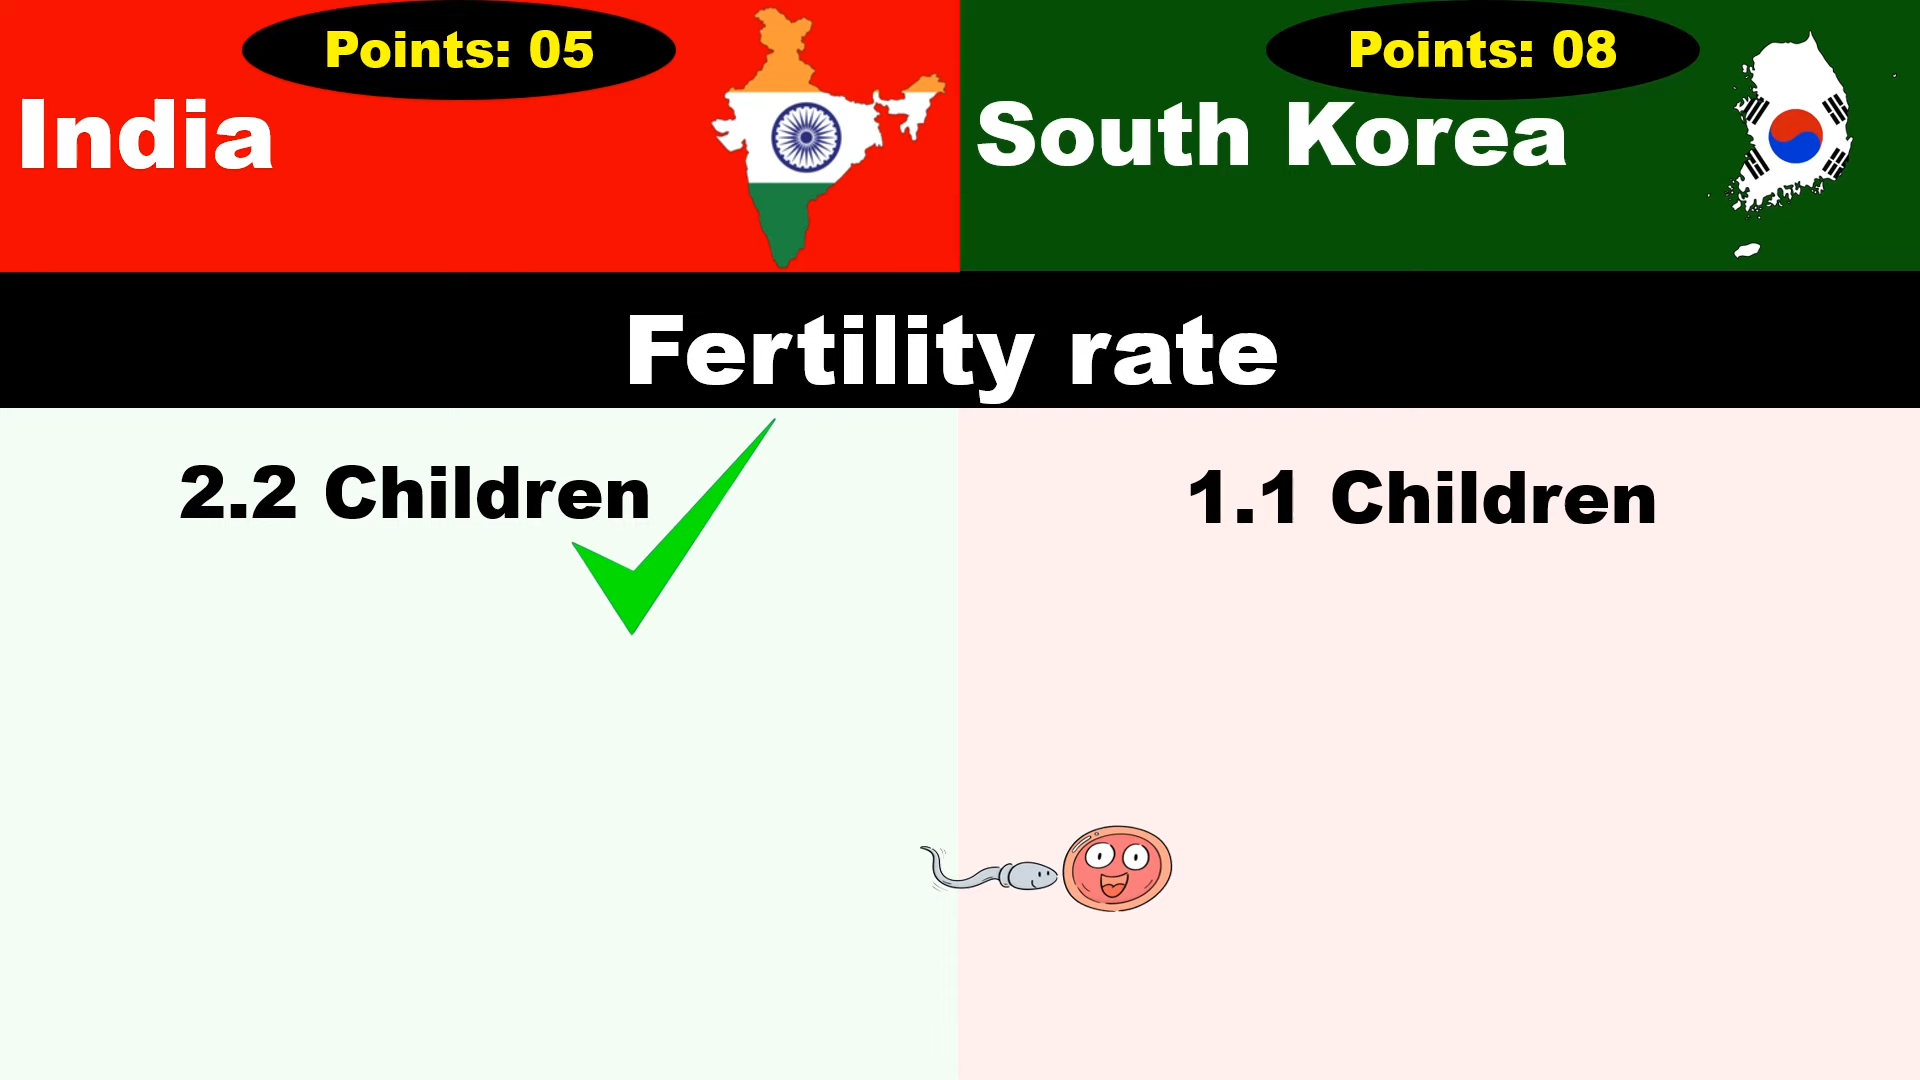 Points: 05
India
Points: 08
South Korea
Fertility rate
2.2 Children
1.1 Children